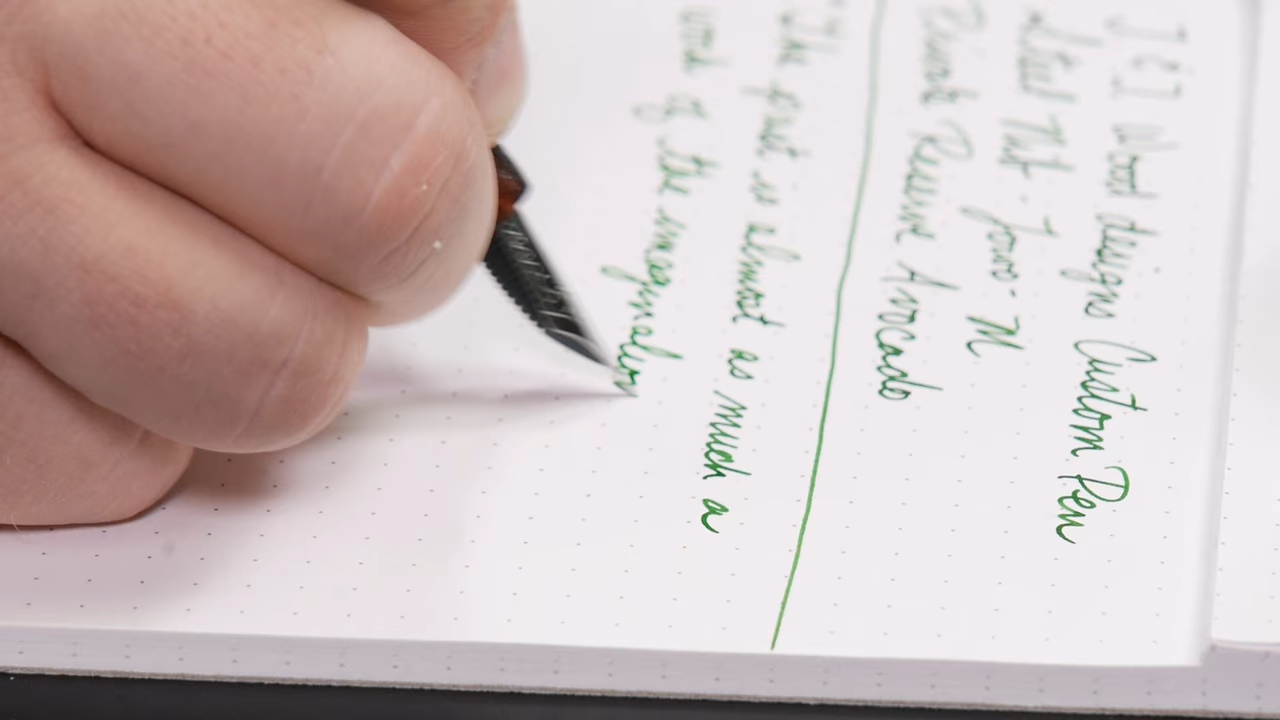 J & J Wood designs Custom Pen
Steel Nib - Jowo - M
Private Reserve Avocado
"The past is almost as much a
work of the imagination